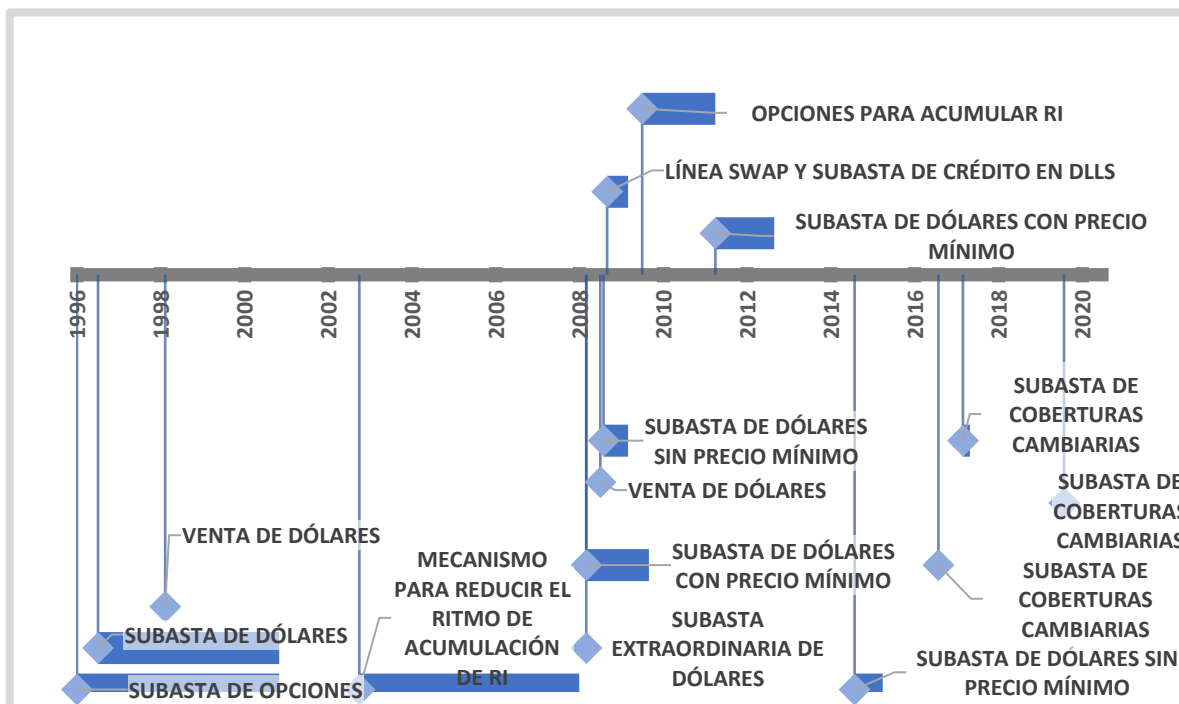 OPCIONES PARA ACUMULAR RI
LÍNEA SWAP Y SUBASTA DE CRÉDITO EN DLLS
SUBASTA DE DÓLARES CON PRECIO
MÍNIMO
1996
1998
2000
2002
2004
2006
2008
2010
2012
2014
2016
2018
2020
SUBASTA DE
COBERTURAS
CAMBIARIAS
SUBASTA DE DÓLARES
SIN PRECIO MÍNIMO
VENTA DE DÓLARES
SUBASTA DE
COBERTURAS
CAMBIARIAS
VENTA DE DÓLARES
MECANISMO
PARA REDUCIR EL
RITMO DE
ACUMULACIÓN
DE RI
SUBASTA DE DÓLARES
CON PRECIO MÍNIMO
SUBASTA DE
COBERTURAS
CAMBIARIAS
SUBASTA DE DÓLARES
SUBASTA
EXTRAORDINARIA DE
DÓLARES
SUBASTA DE OPCIONES
SUBASTA DE DÓLARES SIN
PRECIO MÍNIMO